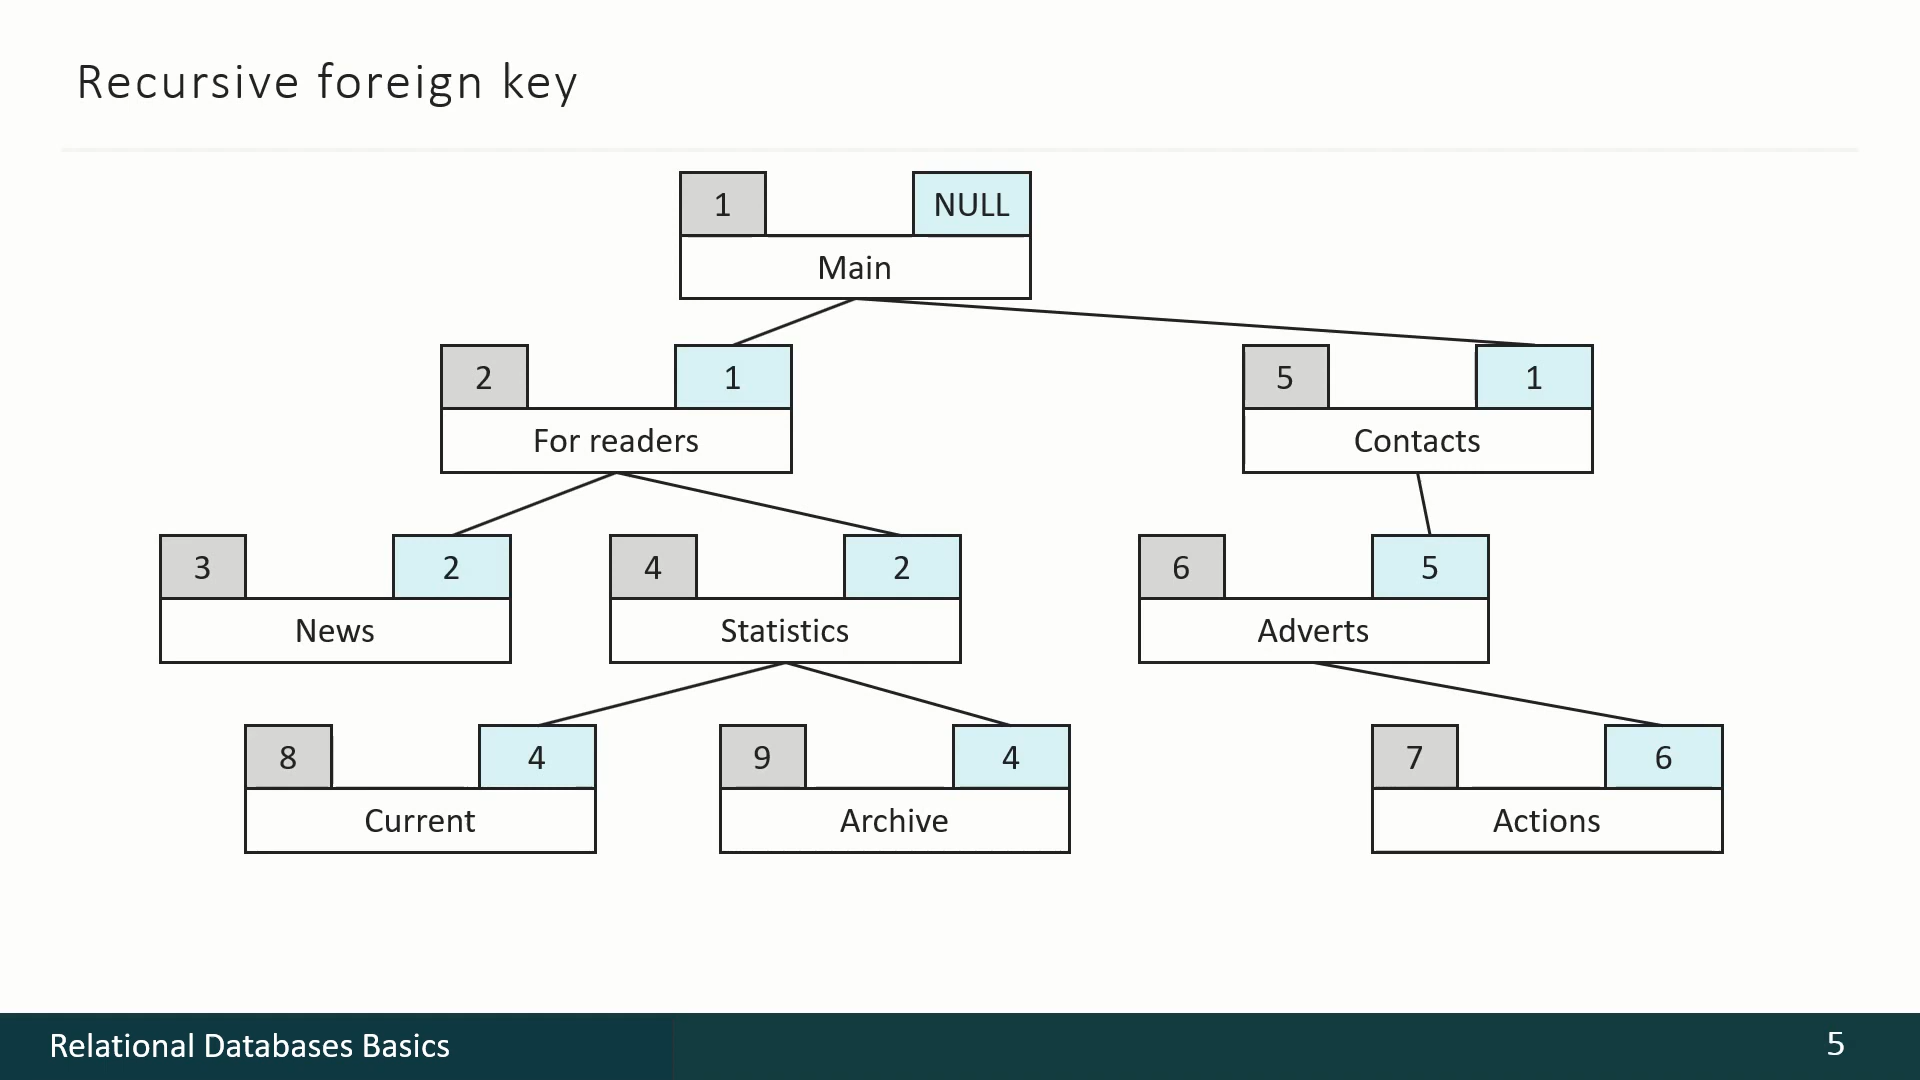 Recursive foreign key
1 NULL
Main
2 1 5 1
For readers Contacts
3 2 4 2 6 5
News Statistics Adverts
8 4 9 4 7 6
Current Archive Actions
Relational Databases Basics 5